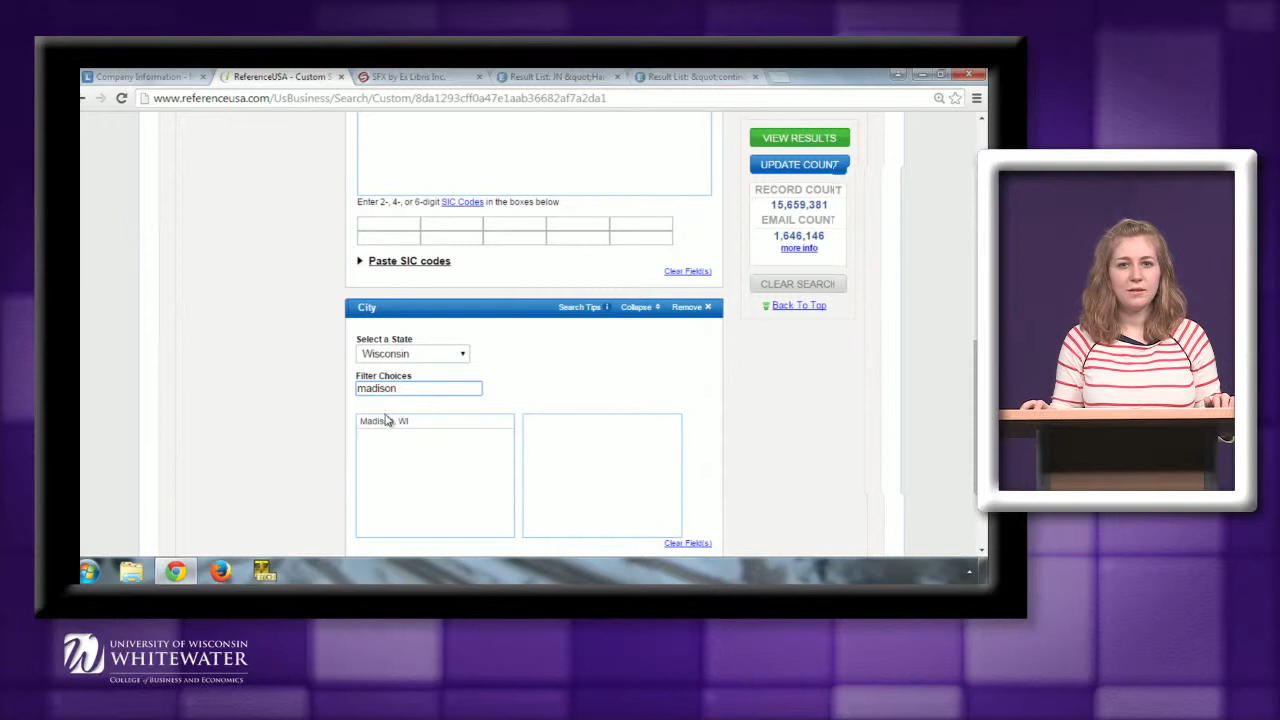 ReferenceUSA - Custom S
SFX by Ex Libris Inc.
Result List: JN &quot;Har
Result List: &quot;contin
Company Information -
www.referenceusa.com/UsBusiness/Search/Custom/8da1293cff0a47e1aab36682af7a2da1
VIEW RESULTS
UPDATE COUNT
RECORD COUNT
15,659,381
EMAIL COUNT
1,646,146
more info
CLEAR SEARCH
Back To Top
Enter 2-, 4-, or 6-digit SIC Codes in the boxes below
Paste SIC codes
Clear Field(s)
City
Search Tips
Collapse
Remove
Select a State
Wisconsin
Filter Choices
madison
Madison, WI
Clear Field(s)
UNIVERSITY OF WISCONSIN
WHITEWATER
COLLEGE of BUSINESS AND ECONOMICS